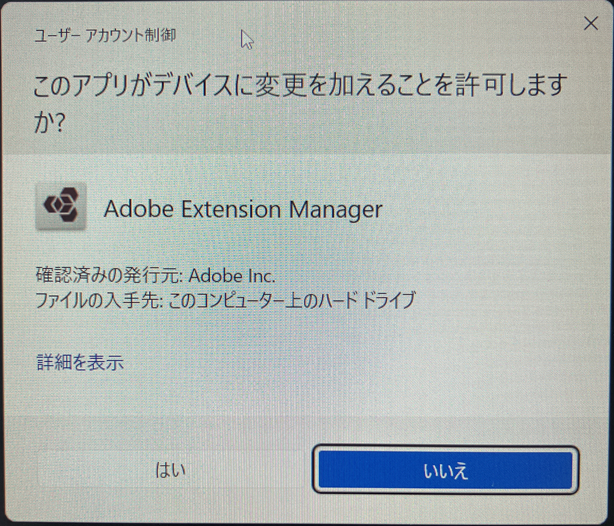 ユーザー アカウント制御
このアプリがデバイスに変更を加えることを許可します
か?
Adobe Extension Manager
確認済みの発行元: Adobe Inc.
ファイルの入手先: このコンピューター上のハード ドライブ
詳細を表示
はい
いいえ